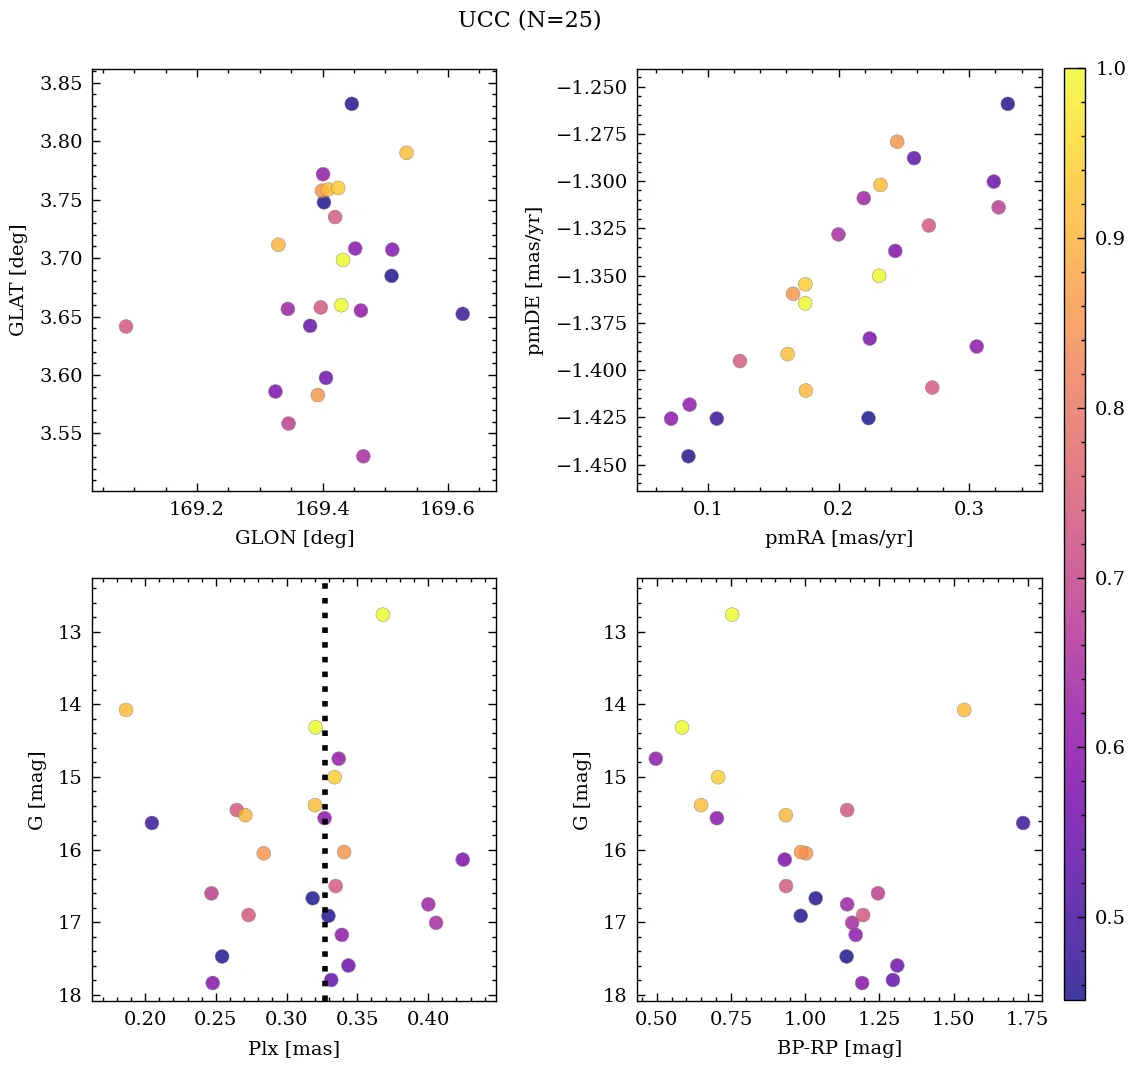 UCC (N=25)
3.85
3.80
3.75
3.70
3.65
3.60
3.55
GLAT [deg]
169.2 169.4 169.6
GLON [deg]
−1.250
−1.275
−1.300
−1.325
−1.350
−1.375
−1.400
−1.425
−1.450
pmDE [mas/yr]
0.1 0.2 0.3
pmRA [mas/yr]
1.0
0.9
0.8
0.7
0.6
0.5
13
14
15
16
17
18
G [mag]
0.20 0.25 0.30 0.35 0.40
Plx [mas]
13
14
15
16
17
18
G [mag]
0.50 0.75 1.00 1.25 1.50 1.75
BP-RP [mag]